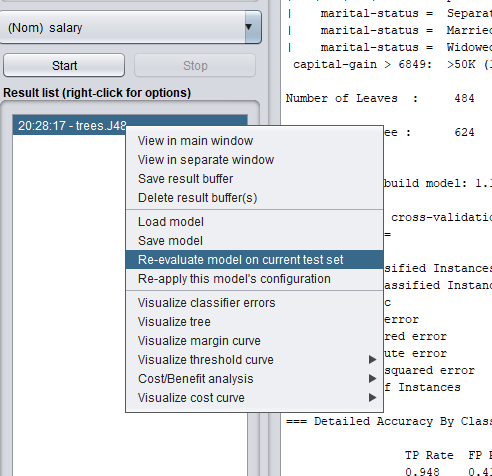 (Nom) salary
Start
Stop
Result list (right-click for options)
20:28:17 - trees.J48
View in main window
View in separate window
Save result buffer
Delete result buffer(s)
Load model
Save model
Re-evaluate model on current test set
Re-apply this model's configuration
Visualize classifier errors
Visualize tree
Visualize margin curve
Visualize threshold curve
Cost/Benefit analysis
Visualize cost curve
| marital-status = Separat
| marital-status = Married
| marital-status = Widowed
capital-gain > 6849: >50K (
Number of Leaves : 484
ee : 624
build model: 1.
cross-validatio
=
sified Instances
assified Instanc
c
error
red error
ute error
squared error
f Instances
=== Detailed Accuracy By Class
TP Rate FP R
0.948 0.4